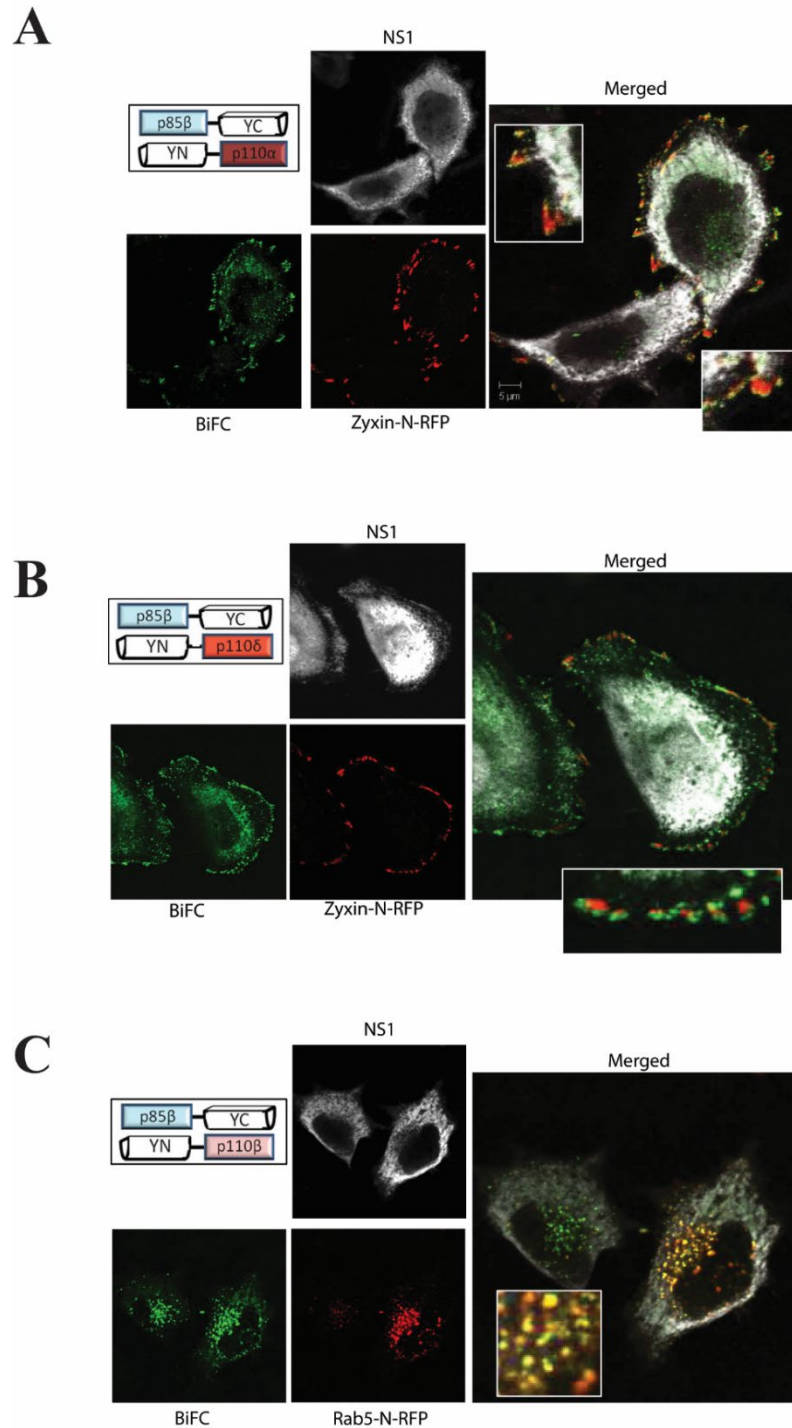 A
NS1
Merged
p85β YC
YN p110α
5 μm
BiFC
Zyxin-N-RFP
B
NS1
Merged
p85β YC
YN p110δ
BiFC
Zyxin-N-RFP
C
NS1
Merged
p85β YC
YN p110β
BiFC
Rab5-N-RFP